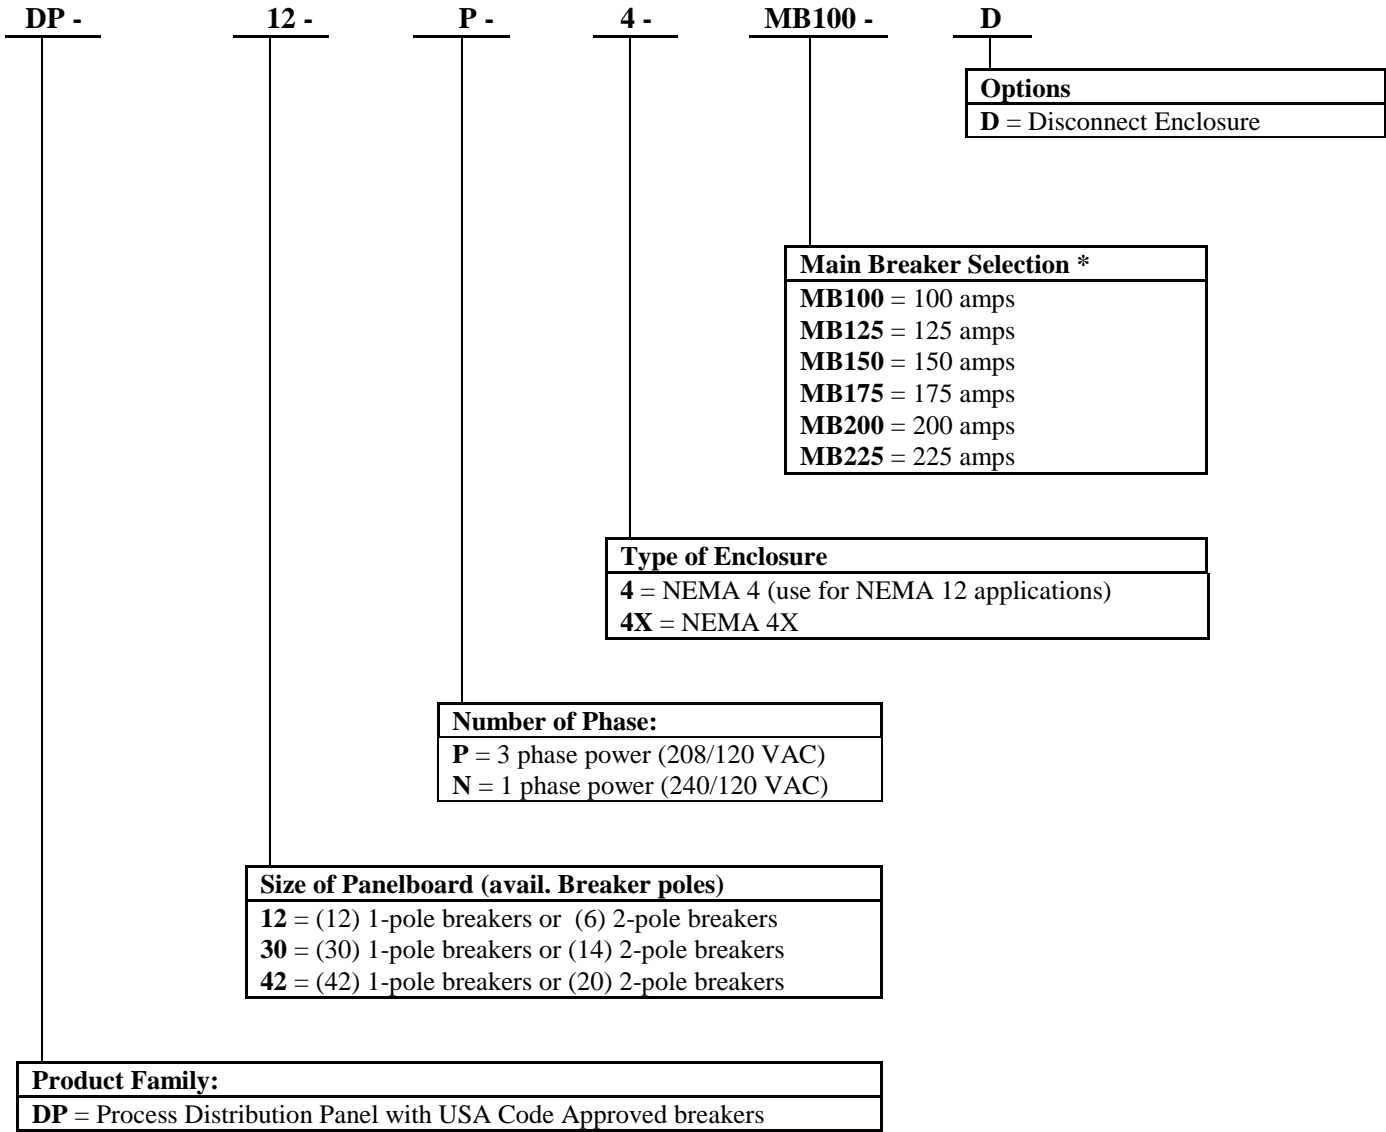 DP - 12 - P - 4 - MB100 - D
Options
D = Disconnect Enclosure
Main Breaker Selection *
MB100 = 100 amps
MB125 = 125 amps
MB150 = 150 amps
MB175 = 175 amps
MB200 = 200 amps
MB225 = 225 amps
Type of Enclosure
4 = NEMA 4 (use for NEMA 12 applications)
4X = NEMA 4X
Number of Phase:
P = 3 phase power (208/120 VAC)
N = 1 phase power (240/120 VAC)
Size of Panelboard (avail. Breaker poles)
12 = (12) 1-pole breakers or (6) 2-pole breakers
30 = (30) 1-pole breakers or (14) 2-pole breakers
42 = (42) 1-pole breakers or (20) 2-pole breakers
Product Family:
DP = Process Distribution Panel with USA Code Approved breakers